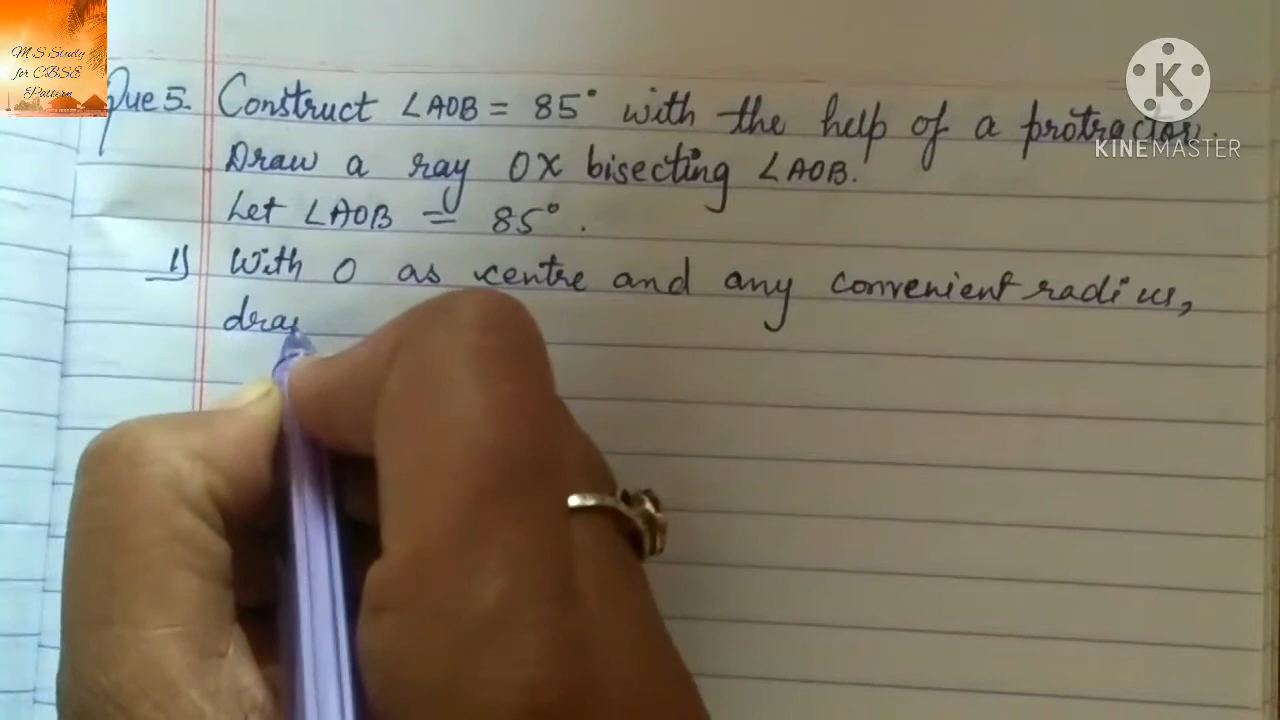 M.S Study
for CBSE
Pattern
Que 5. Construct ∠AOB = 85° with the help of a protractor.
Draw a ray OX bisecting ∠AOB.
Let ∠AOB = 85°.
1) With O as centre and any convenient radius,
draw
KINEMASTER
K